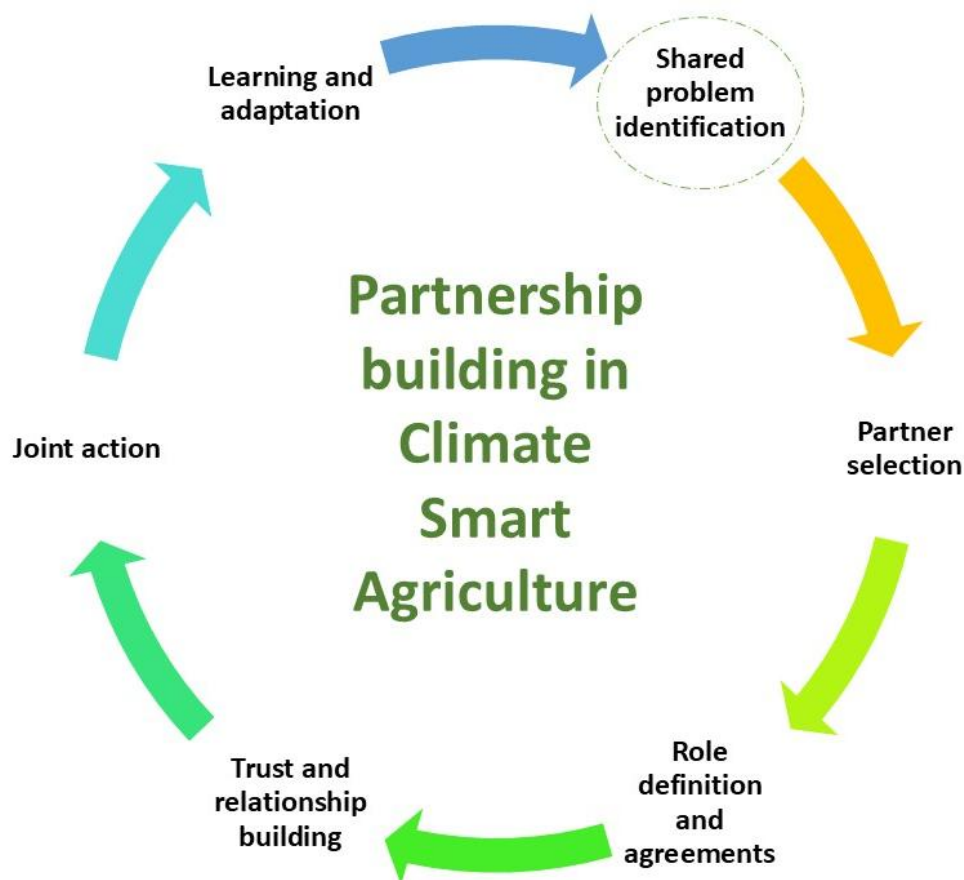 Shared
problem
identification
Partner
selection
Role
definition
and
agreements
Trust and
relationship
building
Joint action
Learning and
adaptation
Partnership
building in
Climate
Smart
Agriculture